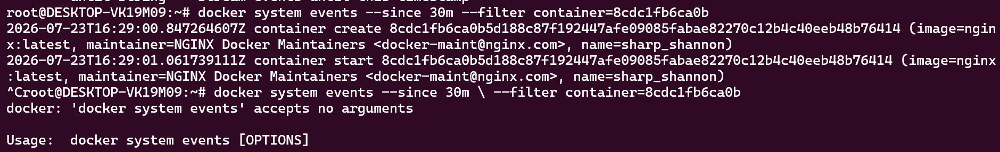 root@DESKTOP-VK19M09:~# docker system events --since 30m --filter container=8cdc1fb6ca0b
2026-07-23T16:29:00.847264607Z container create 8cdc1fb6ca0b5d188c87f192447afe09085fabae82270c12b4c40eeb48b76414 (image=ngin
x:latest, maintainer=NGINX Docker Maintainers <docker-maint@nginx.com>, name=sharp_shannon)
2026-07-23T16:29:01.061739111Z container start 8cdc1fb6ca0b5d188c87f192447afe09085fabae82270c12b4c40eeb48b76414 (image=nginx
:latest, maintainer=NGINX Docker Maintainers <docker-maint@nginx.com>, name=sharp_shannon)
^Croot@DESKTOP-VK19M09:~# docker system events --since 30m \ --filter container=8cdc1fb6ca0b
docker: 'docker system events' accepts no arguments

Usage:  docker system events [OPTIONS]